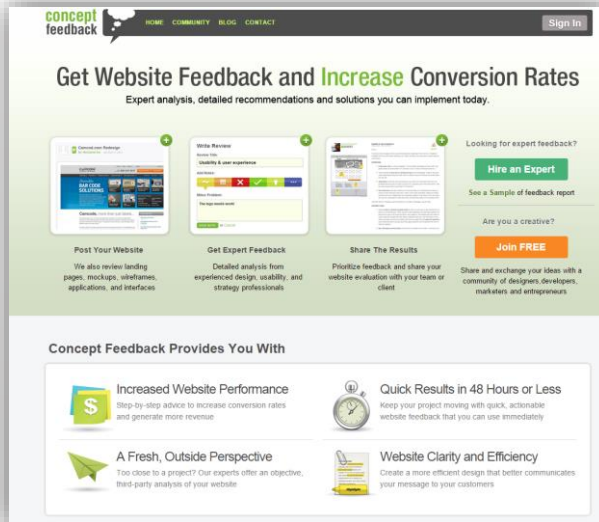 concept
feedback
HOME COMMUNITY BLOG CONTACT
Sign In
Get Website Feedback and Increase Conversion Rates
Expert analysis, detailed recommendations and solutions you can implement today.
Write Review
Usability & user experience
BAR CODE
SOLUTIONS
Post Your Website
We also review landing
pages, mockups, wireframes,
applications, and interfaces
Get Expert Feedback
Detailed analysis from
experienced design, usability, and
strategy professionals
Share The Results
Prioritize feedback and share your
website evaluation with your team or
client
Looking for expert feedback?
Hire an Expert
See a Sample of feedback report
Are you a creative?
Join FREE
Share and exchange your ideas with a
community of designers, developers,
marketers and entrepreneurs
Concept Feedback Provides You With
Increased Website Performance
Step-by-step advice to increase conversion rates
and generate more revenue
Quick Results in 48 Hours or Less
Keep your project moving with quick, actionable
website feedback that you can use immediately
A Fresh, Outside Perspective
Too close to a project? Our experts offer an objective,
third-party analysis of your website
Website Clarity and Efficiency
Create a more efficient design that better communicates
your message to your customers